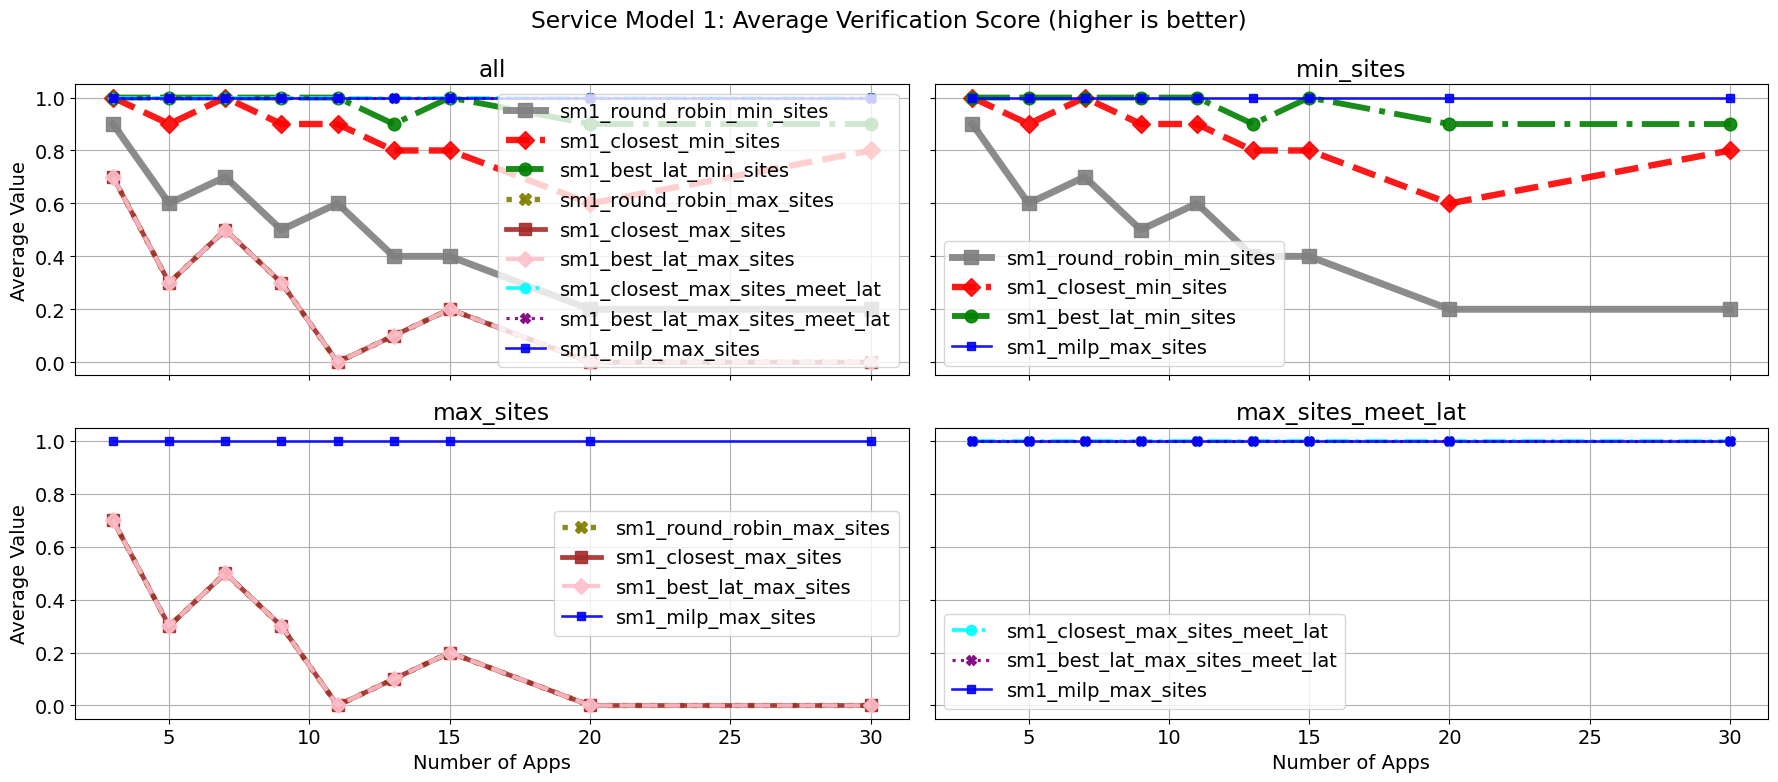 Service Model 1: Average Verification Score (higher is better)
all
Average Value
1.0
0.8
0.6
0.4
0.2
0.0
sm1_round_robin_min_sites
sm1_closest_min_sites
sm1_best_lat_min_sites
sm1_round_robin_max_sites
sm1_closest_max_sites
sm1_best_lat_max_sites
sm1_closest_max_sites_meet_lat
sm1_best_lat_max_sites_meet_lat
sm1_milp_max_sites
min_sites
sm1_round_robin_min_sites
sm1_closest_min_sites
sm1_best_lat_min_sites
sm1_milp_max_sites
max_sites
Average Value
1.0
0.8
0.6
0.4
0.2
0.0
sm1_round_robin_max_sites
sm1_closest_max_sites
sm1_best_lat_max_sites
sm1_milp_max_sites
5 10 15 20 25 30
Number of Apps
max_sites_meet_lat
sm1_closest_max_sites_meet_lat
sm1_best_lat_max_sites_meet_lat
sm1_milp_max_sites
5 10 15 20 25 30
Number of Apps